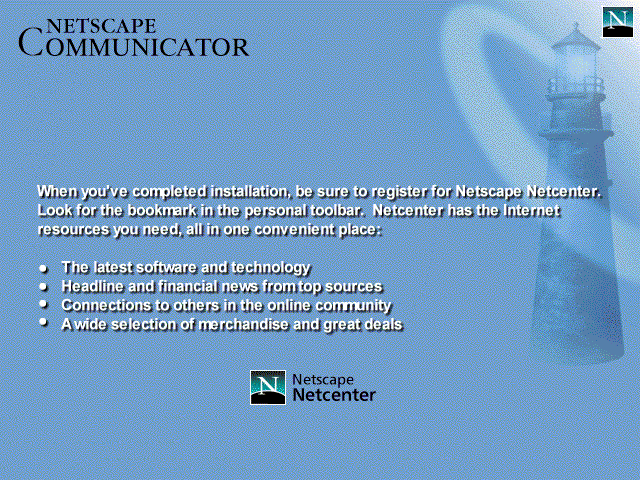 NETSCAPE
COMMUNICATOR
N
When you've completed installation, be sure to register for Netscape Netcenter.
Look for the bookmark in the personal toolbar.  Netcenter has the Internet
resources you need, all in one convenient place:
● The latest software and technology
● Headline and financial news from top sources
● Connections to others in the online community
● A wide selection of merchandise and great deals
N
Netscape
Netcenter